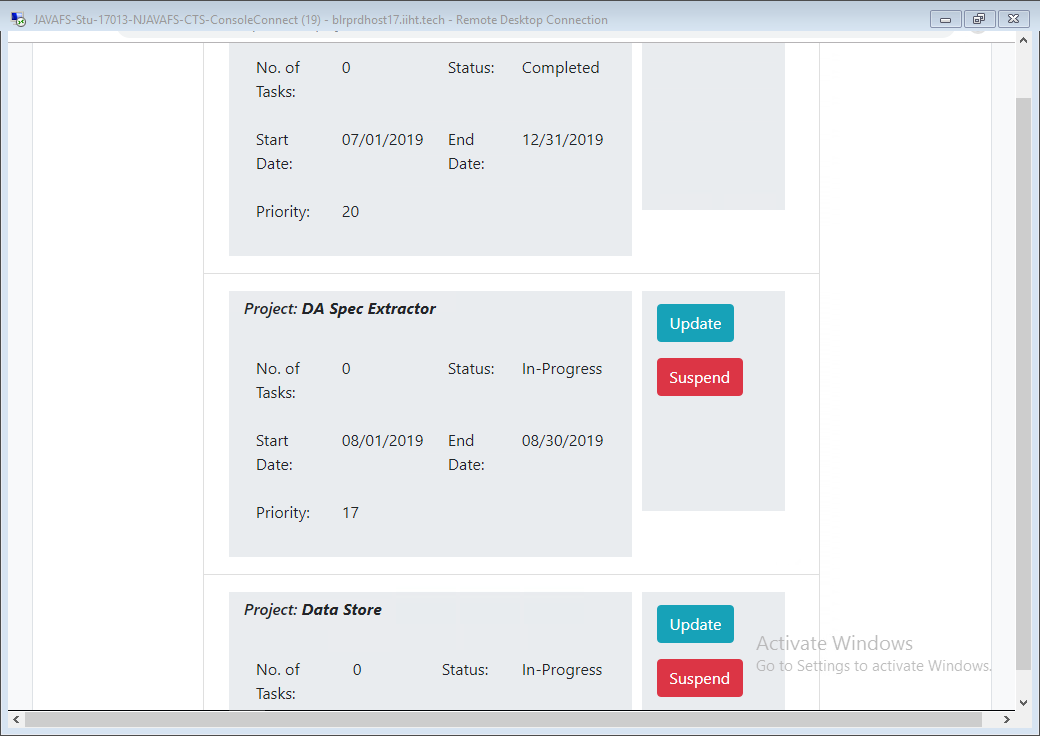 JAVAFS-Stu-17013-NJAVAFS-CTS-ConsoleConnect (19) - blrprdhost17.iiht.tech - Remote Desktop Connection
No. of Tasks: 0 Status: Completed
Start Date: 07/01/2019 End Date: 12/31/2019
Priority: 20
Project: DA Spec Extractor
Update
Suspend
No. of Tasks: 0 Status: In-Progress
Start Date: 08/01/2019 End Date: 08/30/2019
Priority: 17
Project: Data Store
Update
Suspend
No. of Tasks: 0 Status: In-Progress
Activate Windows
Go to Settings to activate Windows.